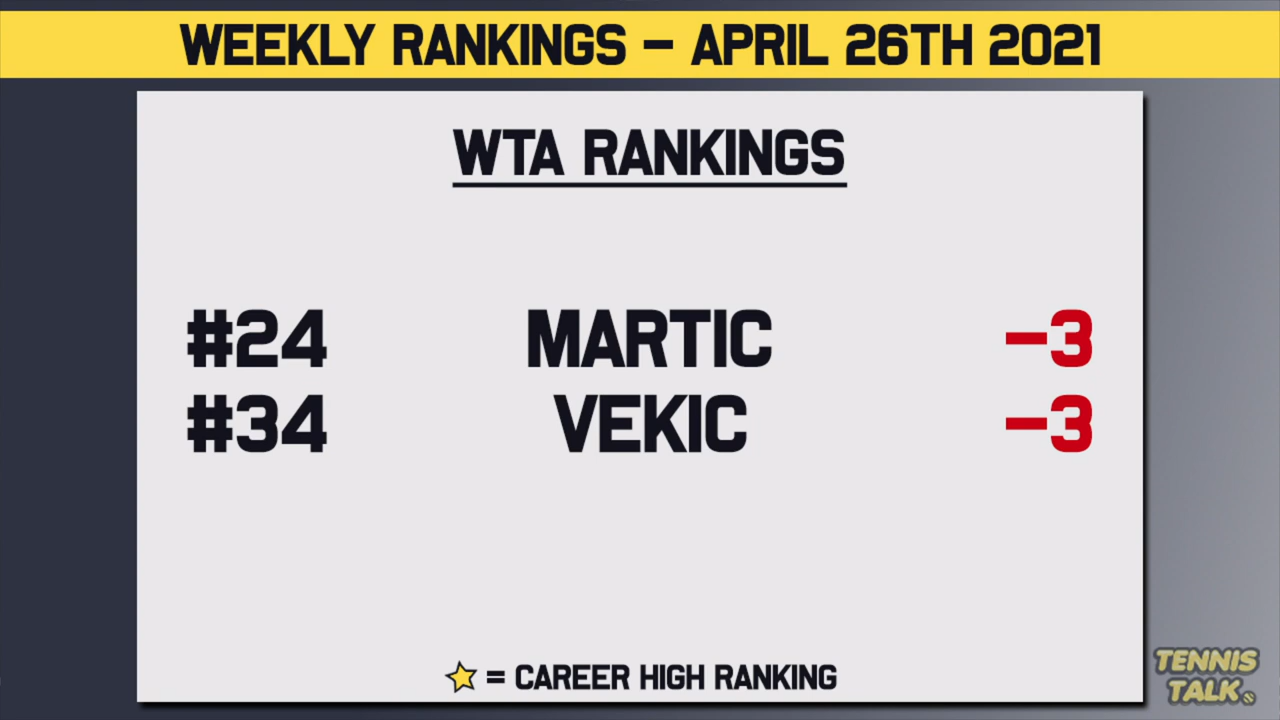 WEEKLY RANKINGS – APRIL 26TH 2021
WTA RANKINGS
#24 MARTIC –3
#34 VEKIC –3
= CAREER HIGH RANKING
TENNIS
TALK